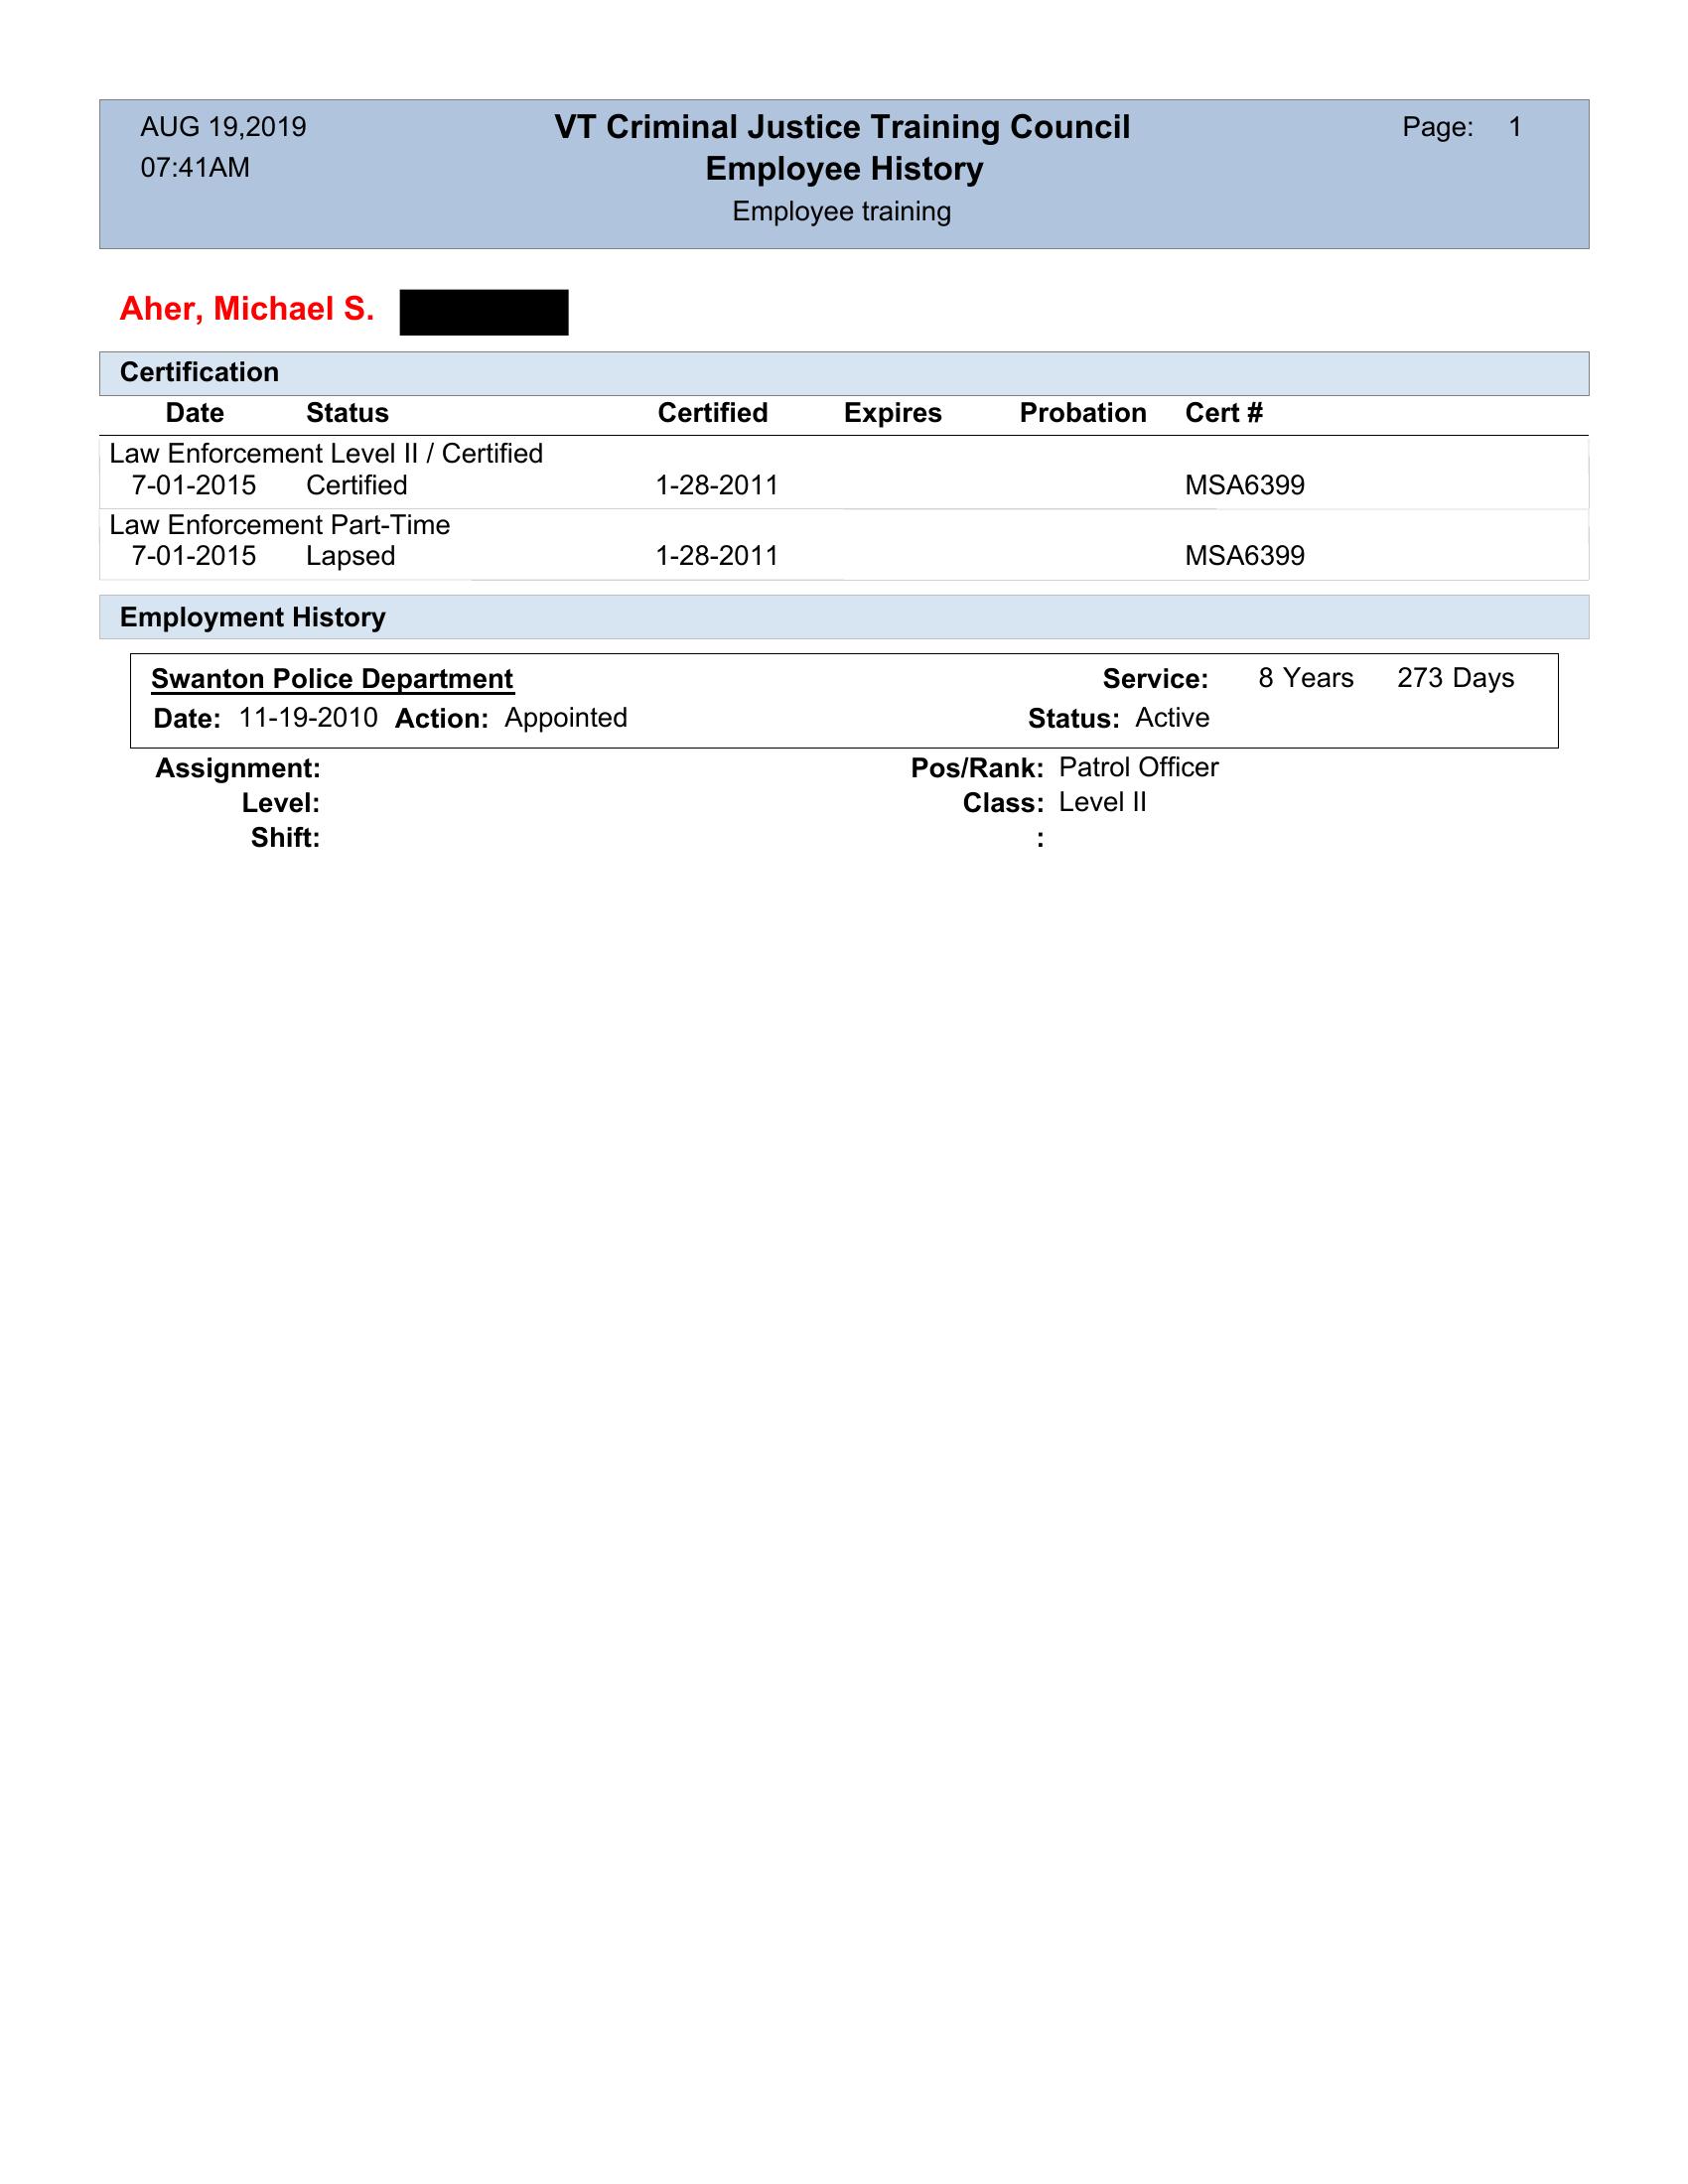 AUG 19,2019 VT Criminal Justice Training Council Page: 1
07:41AM Employee History
Employee training
Aher, Michael S.
Certification
Date Status Certified Expires Probation Cert #
Law Enforcement Level II / Certified
7-01-2015 Certified 1-28-2011 MSA6399
Law Enforcement Part-Time
7-01-2015 Lapsed 1-28-2011 MSA6399
Employment History
Swanton Police Department Service: 8 Years 273 Days
Date: 11-19-2010 Action: Appointed Status: Active
Assignment: Pos/Rank: Patrol Officer
Level: Class: Level II
Shift: :